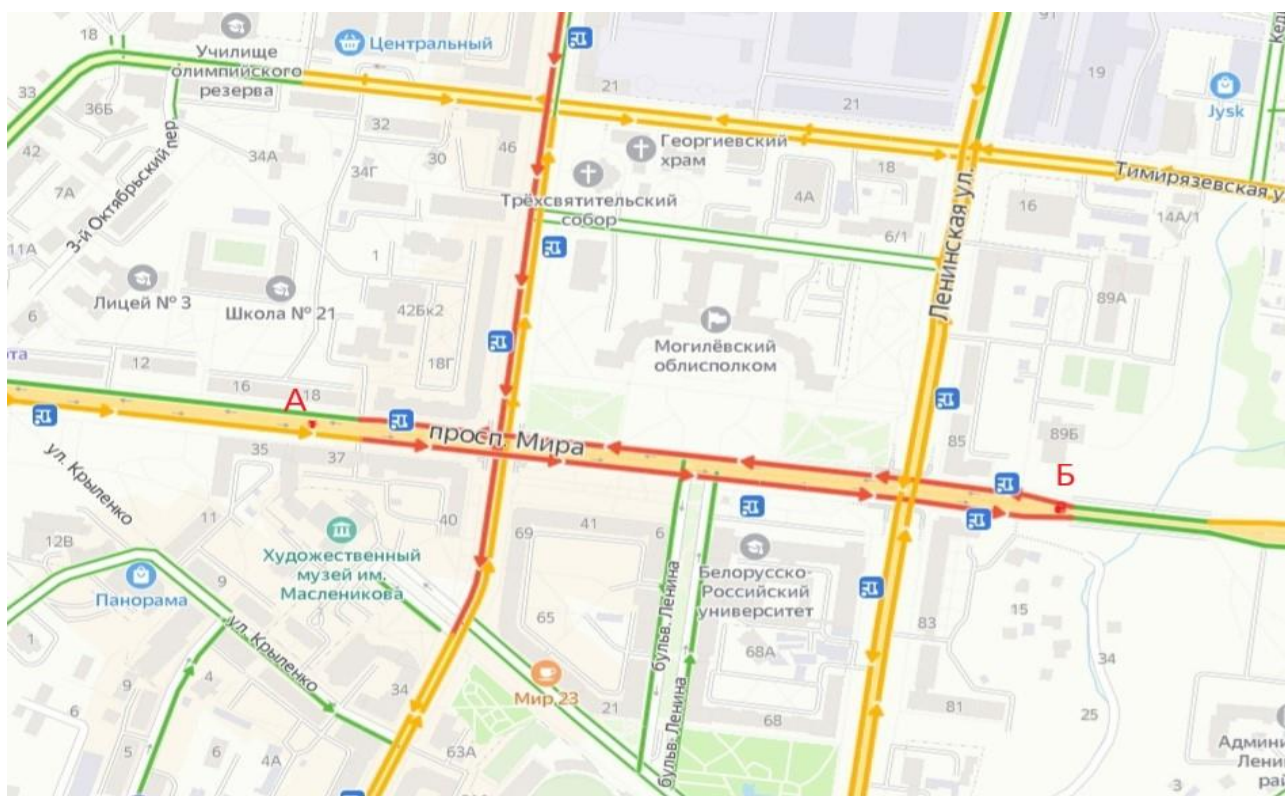 18
Училище
олимпийского
резерва
Центральный
91
19
Jysk
33
36Б
21
21
42
3-й Октябрьский пер
34А
32
30
46
Георгиевский
храм
18
Тимирязевская у
7А
34Г
Трёхсвятительский
собор
4А
16
14А/1
11А
1
6/1
Ленинская ул.
Лицей № 3
Школа № 21
42Бк2
89А
6
Могилёвский
облисполком
12
18Г
16
18
А
просп. Мира
85
89Б
Б
35
37
ул. Крыленко
11
40
69
41
6
12В
Художественный
музей им.
Масленикова
Белорусско-
Российский
университет
Панорама
9
бульв. Ленина
15
1
ул. Крыленко
65
83
68А
34
9
4
Мир 23
34
21
бульв. Ленина
68
81
25
6
5
6
4А
63А
Админи
Лени
рай
3